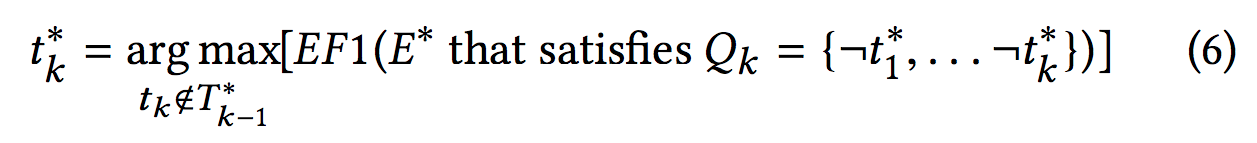 t*_k = arg max[EF1(E* that satisfies Q_k = {¬t*_1, . . . ¬t*_k})] (6)
t_k∉T*_{k−1}